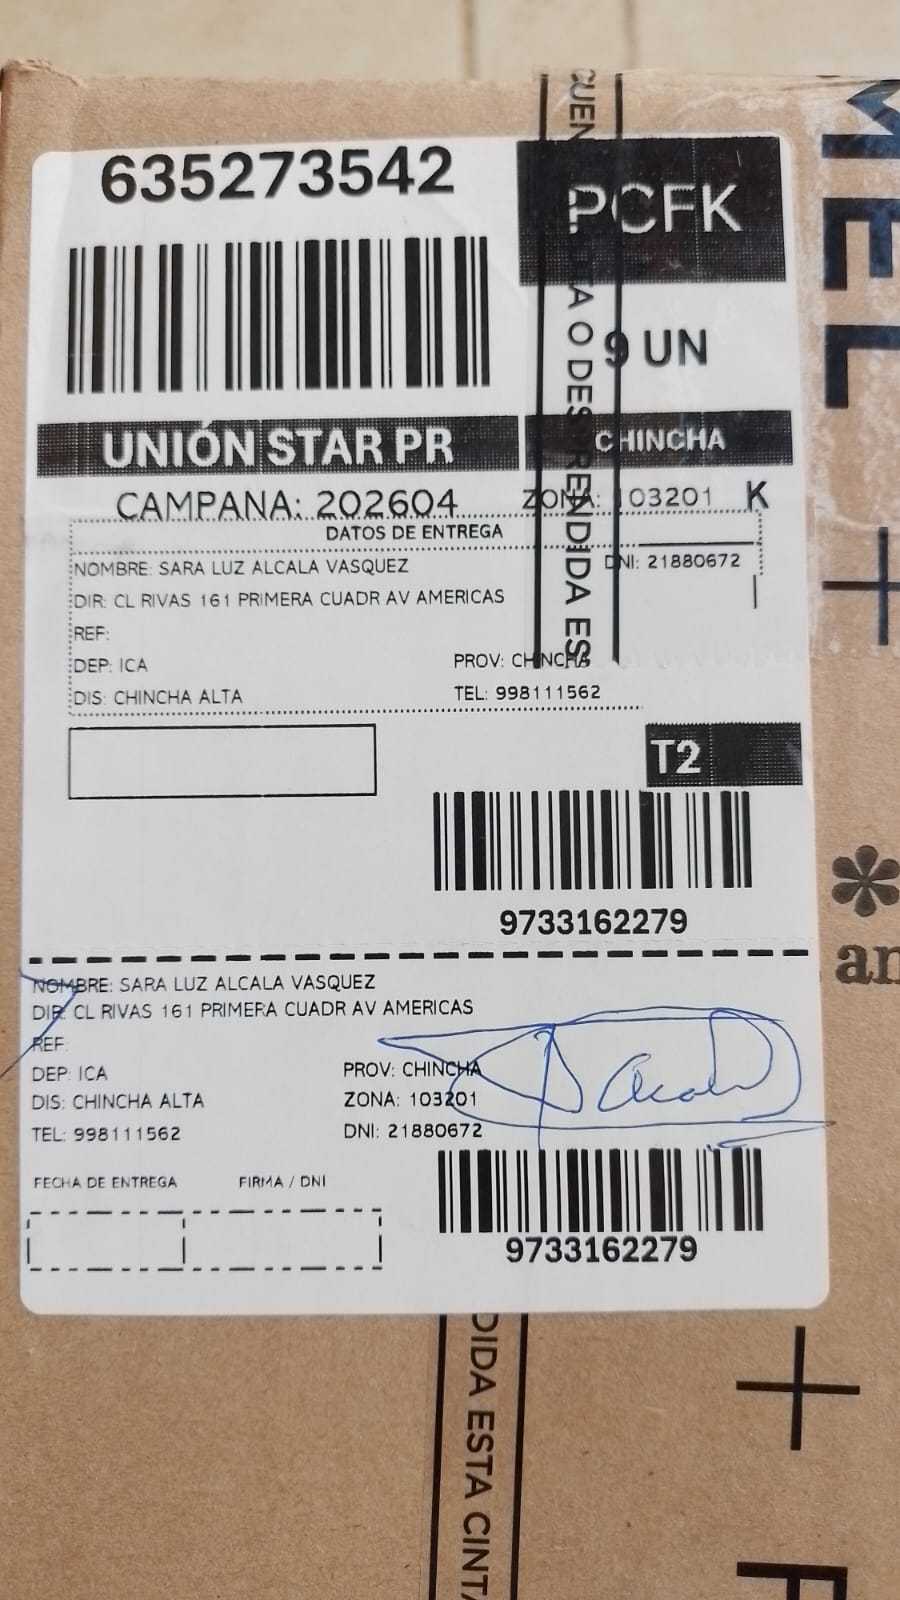 635273542
PCFK
9 UN
UNIÓN STAR PR
CHINCHA
CAMPANA: 202604
ZONA: 103201
K
DATOS DE ENTREGA
NOMBRE: SARA LUZ ALCALA VASQUEZ
DNI: 21880672
DIR: CL RIVAS 161 PRIMERA CUADR AV AMERICAS
REF:
DEP: ICA
PROV: CHINCHA
DIS: CHINCHA ALTA
TEL: 998111562
T2
9733162279
NOMBRE: SARA LUZ ALCALA VASQUEZ
DIR: CL RIVAS 161 PRIMERA CUADR AV AMERICAS
REF:
DEP: ICA
PROV: CHINCHA
DIS: CHINCHA ALTA
ZONA: 103201
TEL: 998111562
DNI: 21880672
FECHA DE ENTREGA
FIRMA / DNI
9733162279
O DESPRENDIDA ES
DIDA ESTA CINTA
MEL
an